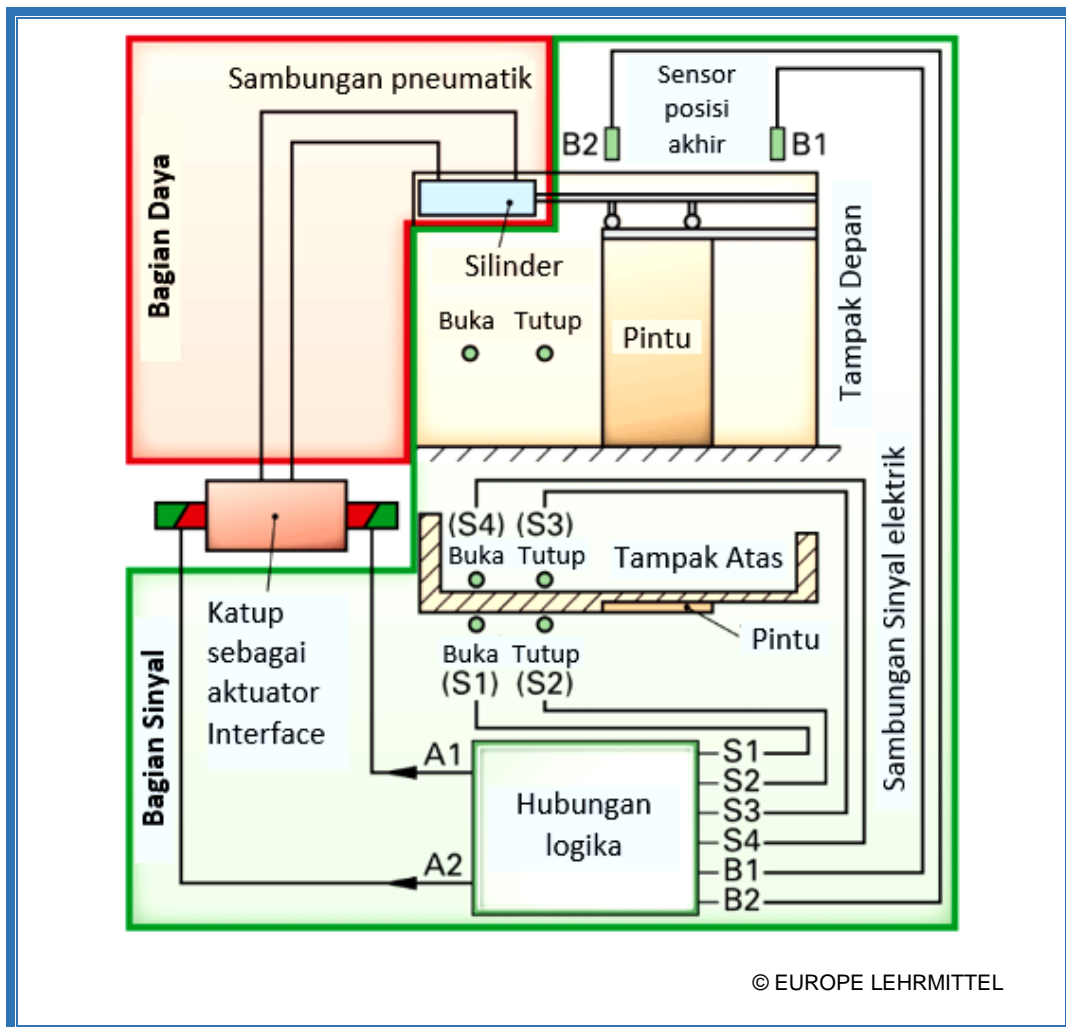 Sambungan pneumatik
Sensor
posisi
akhir
B2
B1
Bagian Daya
Silinder
Buka Tutup
Pintu
Tampak Depan
Sambungan Sinyal elektrik
(S4) (S3)
Buka Tutup
Tampak Atas
Pintu
Buka Tutup
(S1) (S2)
Katup
sebagai
aktuator
Interface
Bagian Sinyal
A1
A2
Hubungan
logika
S1
S2
S3
S4
B1
B2
© EUROPE LEHRMITTEL